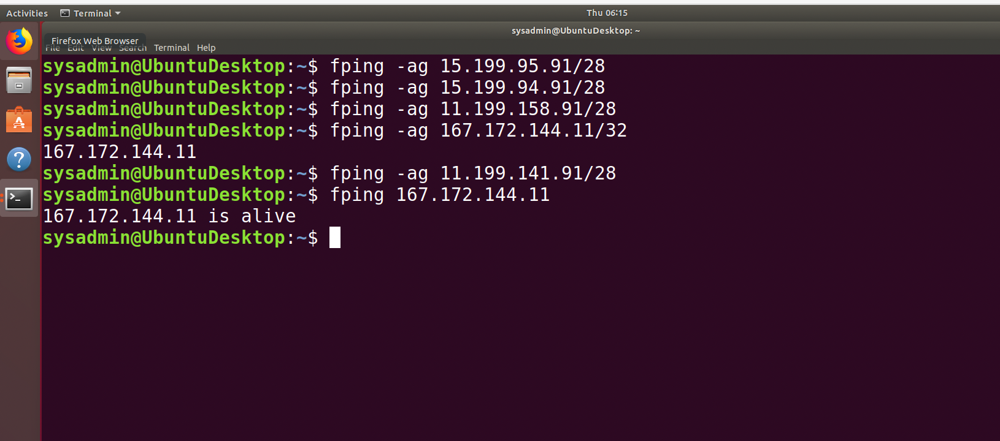 Activities Terminal Thu 06:15
sysadmin@UbuntuDesktop: ~
Firefox Web Browser
File Edit View Search Terminal Help
sysadmin@UbuntuDesktop:~$ fping -ag 15.199.95.91/28
sysadmin@UbuntuDesktop:~$ fping -ag 15.199.94.91/28
sysadmin@UbuntuDesktop:~$ fping -ag 11.199.158.91/28
sysadmin@UbuntuDesktop:~$ fping -ag 167.172.144.11/32
167.172.144.11
sysadmin@UbuntuDesktop:~$ fping -ag 11.199.141.91/28
sysadmin@UbuntuDesktop:~$ fping 167.172.144.11
167.172.144.11 is alive
sysadmin@UbuntuDesktop:~$